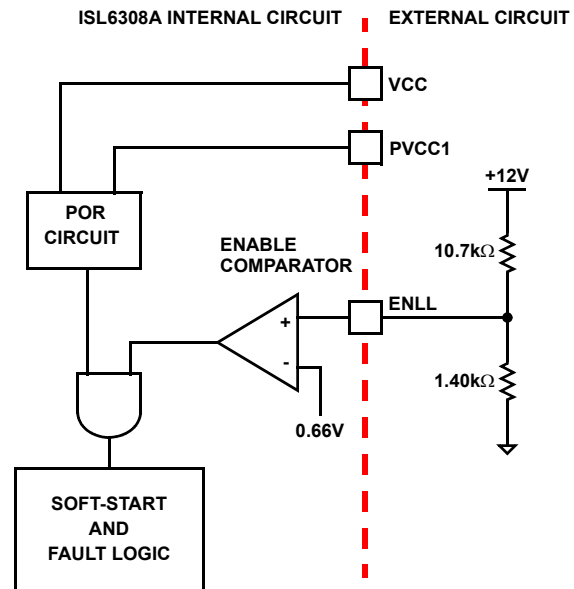 ISL6308A INTERNAL CIRCUIT
EXTERNAL CIRCUIT
VCC
PVCC1
+12V
POR
CIRCUIT
10.7kΩ
ENABLE
COMPARATOR
ENLL
+
-
1.40kΩ
0.66V
SOFT-START
AND
FAULT LOGIC